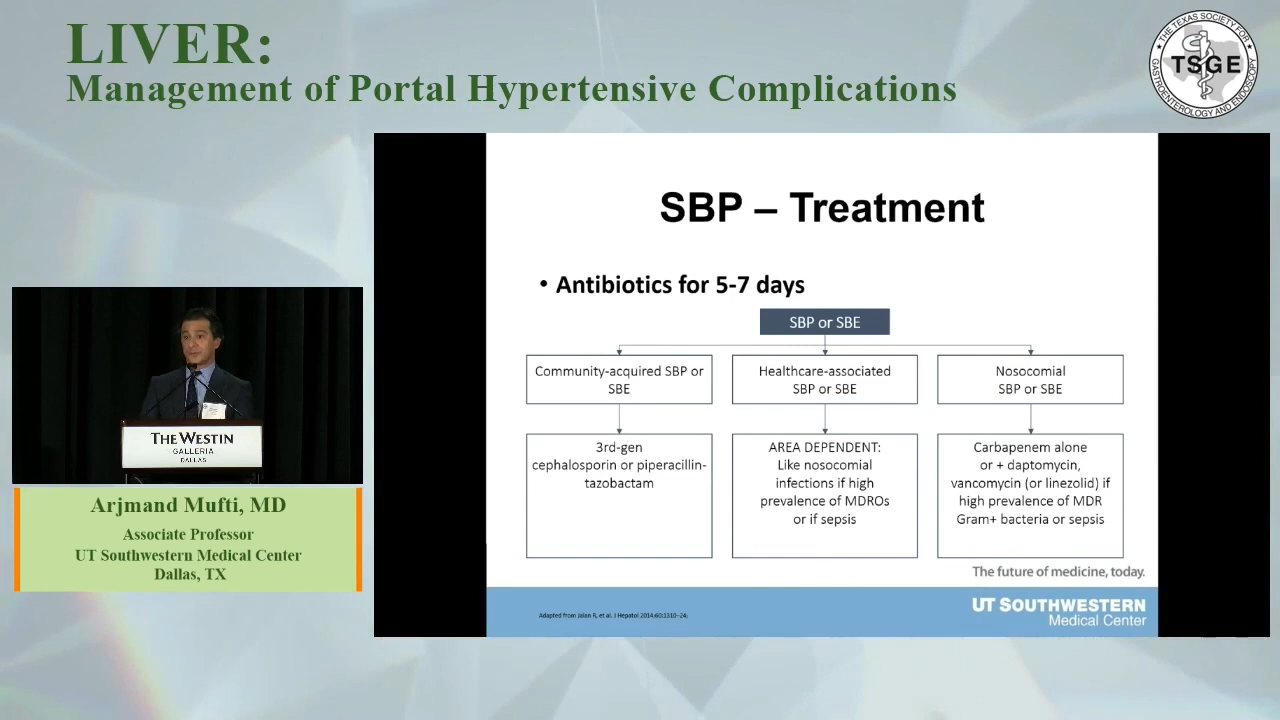 LIVER:
Management of Portal Hypertensive Complications
THE TEXAS SOCIETY FOR
TSGE
GASTROENTEROLOGY AND ENDOSCOPY
SBP – Treatment
• Antibiotics for 5-7 days
SBP or SBE
Community-acquired SBP or
SBE
Healthcare-associated
SBP or SBE
Nosocomial
SBP or SBE
3rd-gen
cephalosporin or piperacillin-
tazobactam
AREA DEPENDENT:
Like nosocomial
infections if high
prevalence of MDROs
or if sepsis
Carbapenem alone
or + daptomycin,
vancomycin (or linezolid) if
high prevalence of MDR
Gram+ bacteria or sepsis
The future of medicine, today.
Adapted from Jalan R, et al. J Hepatol 2014;60:1310–24;
UT SOUTHWESTERN
Medical Center
THE WESTIN
GALLERIA
DALLAS
Arjmand Mufti, MD
Associate Professor
UT Southwestern Medical Center
Dallas, TX